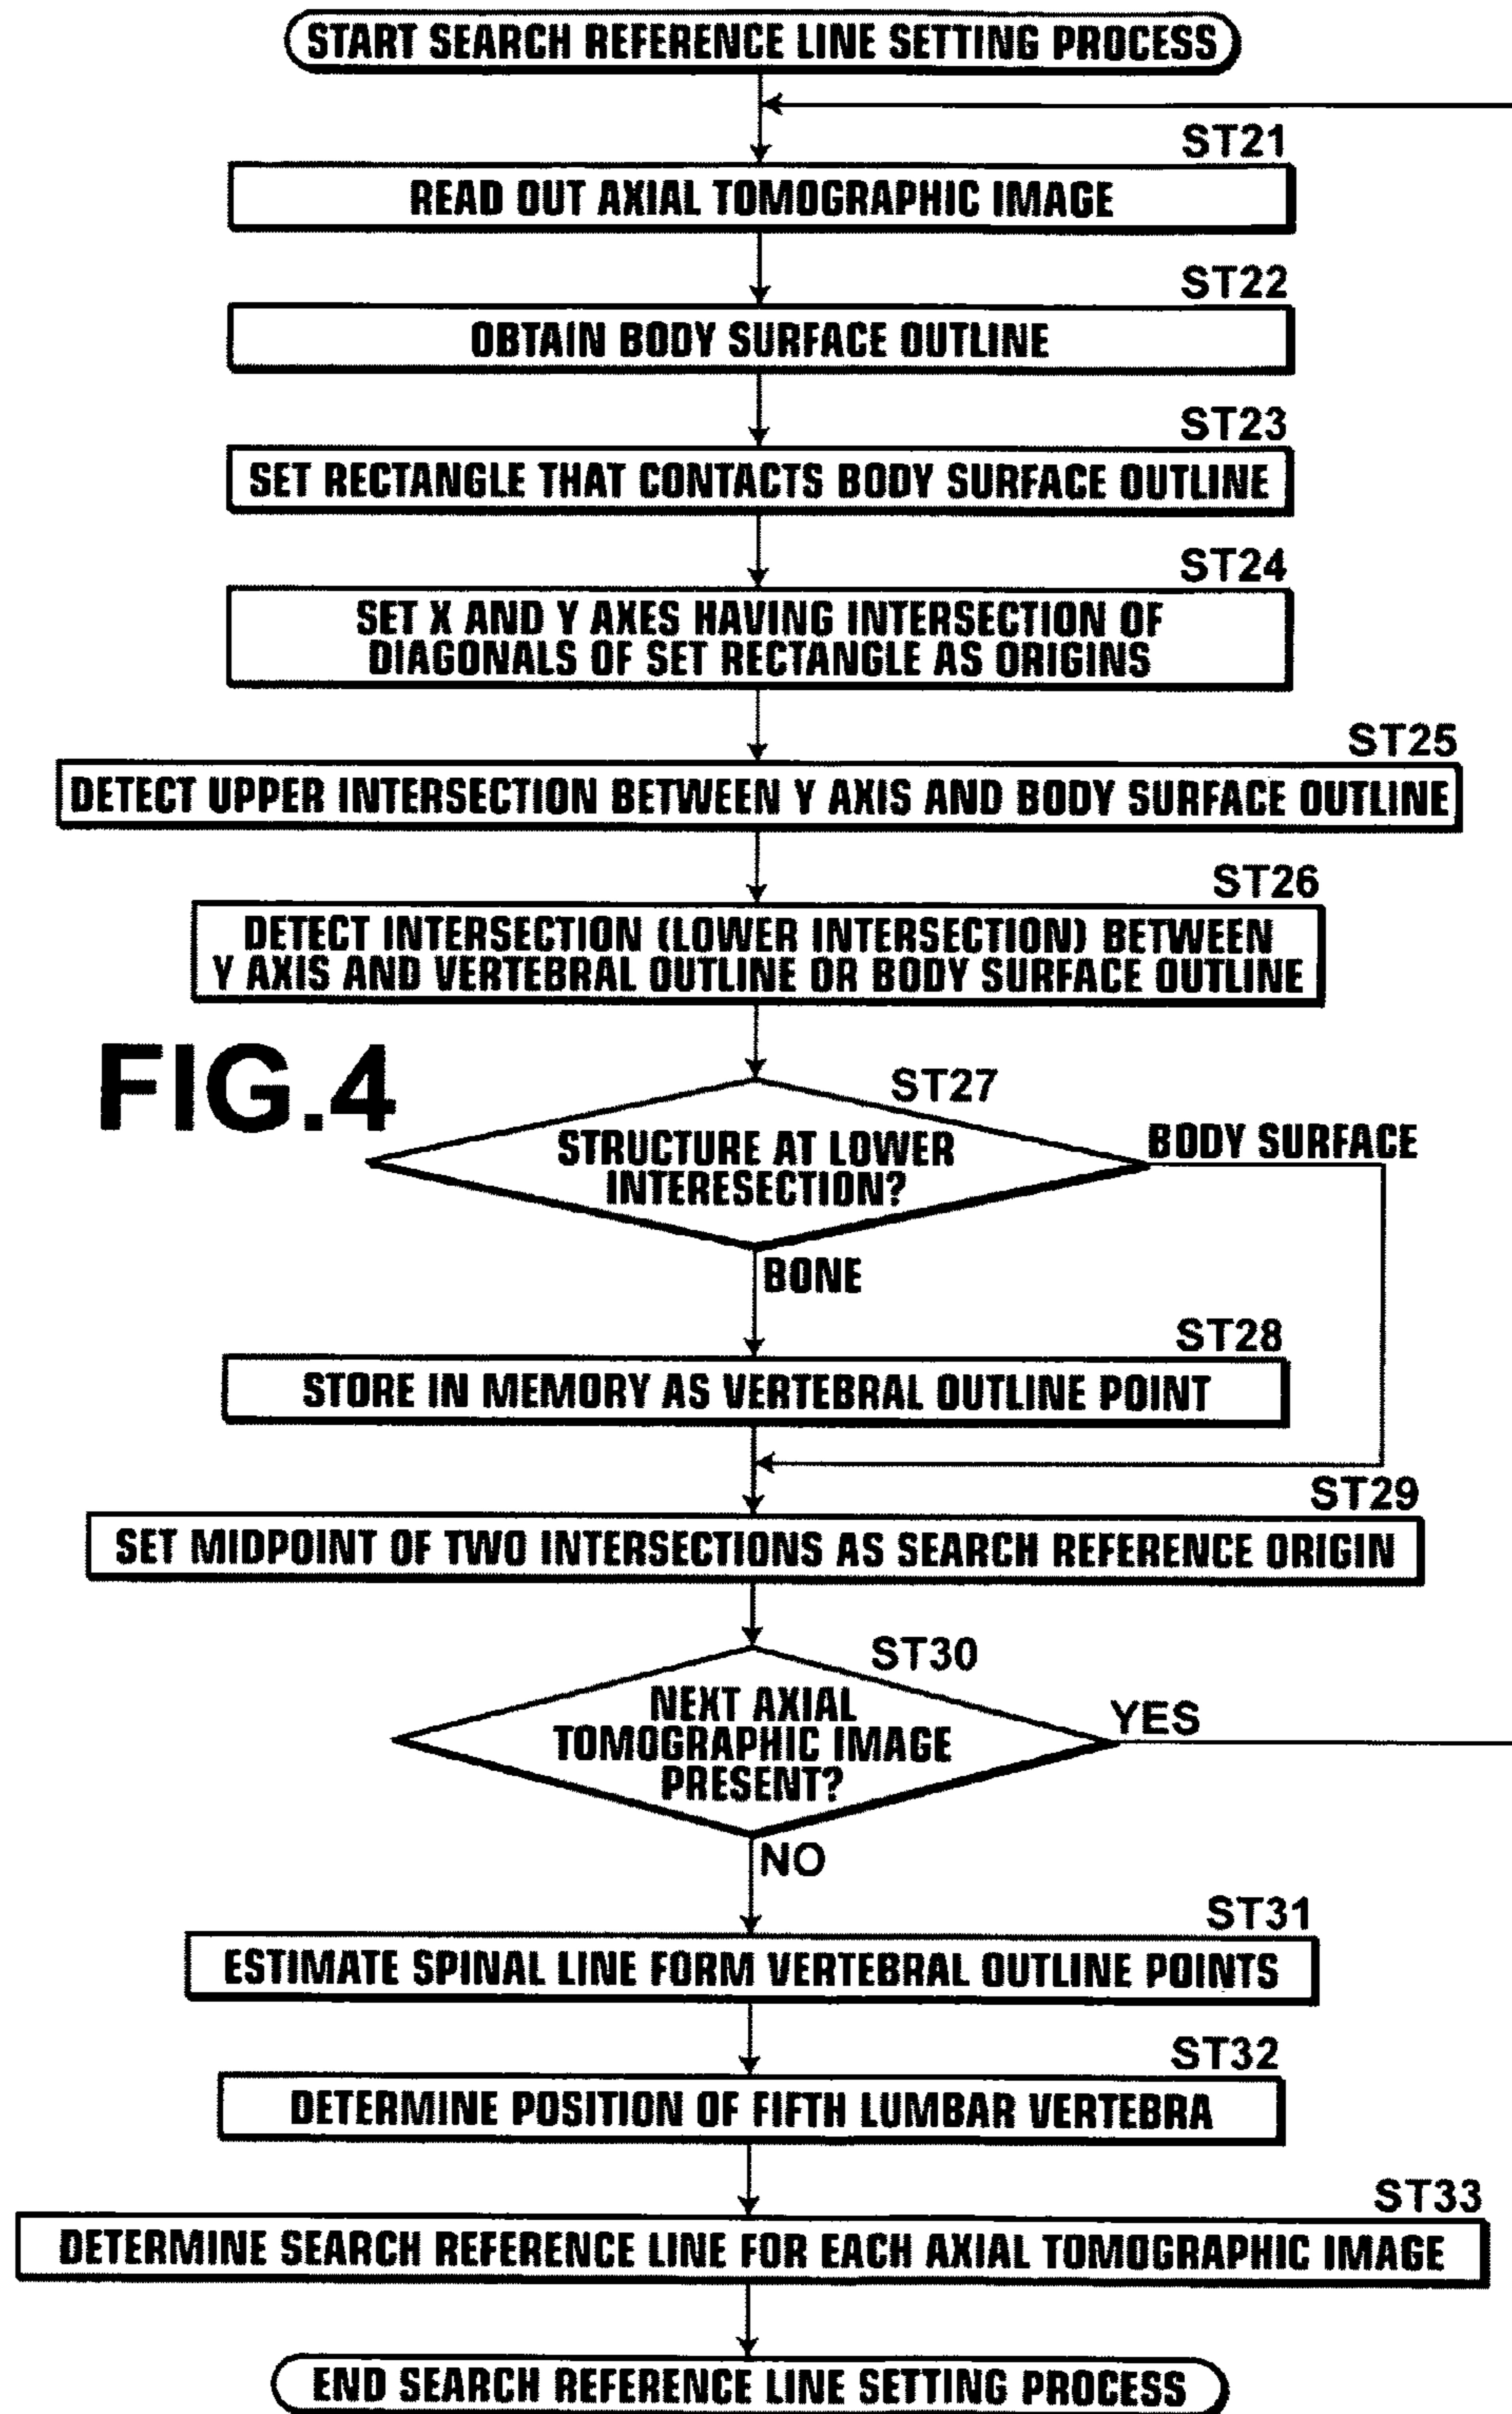 START SEARCH REFERENCE LINE SETTING PROCESS
ST21
READ OUT AXIAL TOMOGRAPHIC IMAGE
ST22
OBTAIN BODY SURFACE OUTLINE
ST23
SET RECTANGLE THAT CONTACTS BODY SURFACE OUTLINE
ST24
SET X AND Y AXES HAVING INTERSECTION OF
DIAGONALS OF SET RECTANGLE AS ORIGINS
ST25
DETECT UPPER INTERSECTION BETWEEN Y AXIS AND BODY SURFACE OUTLINE
ST26
DETECT INTERSECTION (LOWER INTERSECTION) BETWEEN
Y AXIS AND VERTEBRAL OUTLINE OR BODY SURFACE OUTLINE
FIG.4
ST27
STRUCTURE AT LOWER
INTERESECTION?
BODY SURFACE
BONE
ST28
STORE IN MEMORY AS VERTEBRAL OUTLINE POINT
ST29
SET MIDPOINT OF TWO INTERSECTIONS AS SEARCH REFERENCE ORIGIN
ST30
NEXT AXIAL
TOMOGRAPHIC IMAGE
PRESENT?
YES
NO
ST31
ESTIMATE SPINAL LINE FORM VERTEBRAL OUTLINE POINTS
ST32
DETERMINE POSITION OF FIFTH LUMBAR VERTEBRA
ST33
DETERMINE SEARCH REFERENCE LINE FOR EACH AXIAL TOMOGRAPHIC IMAGE
END SEARCH REFERENCE LINE SETTING PROCESS